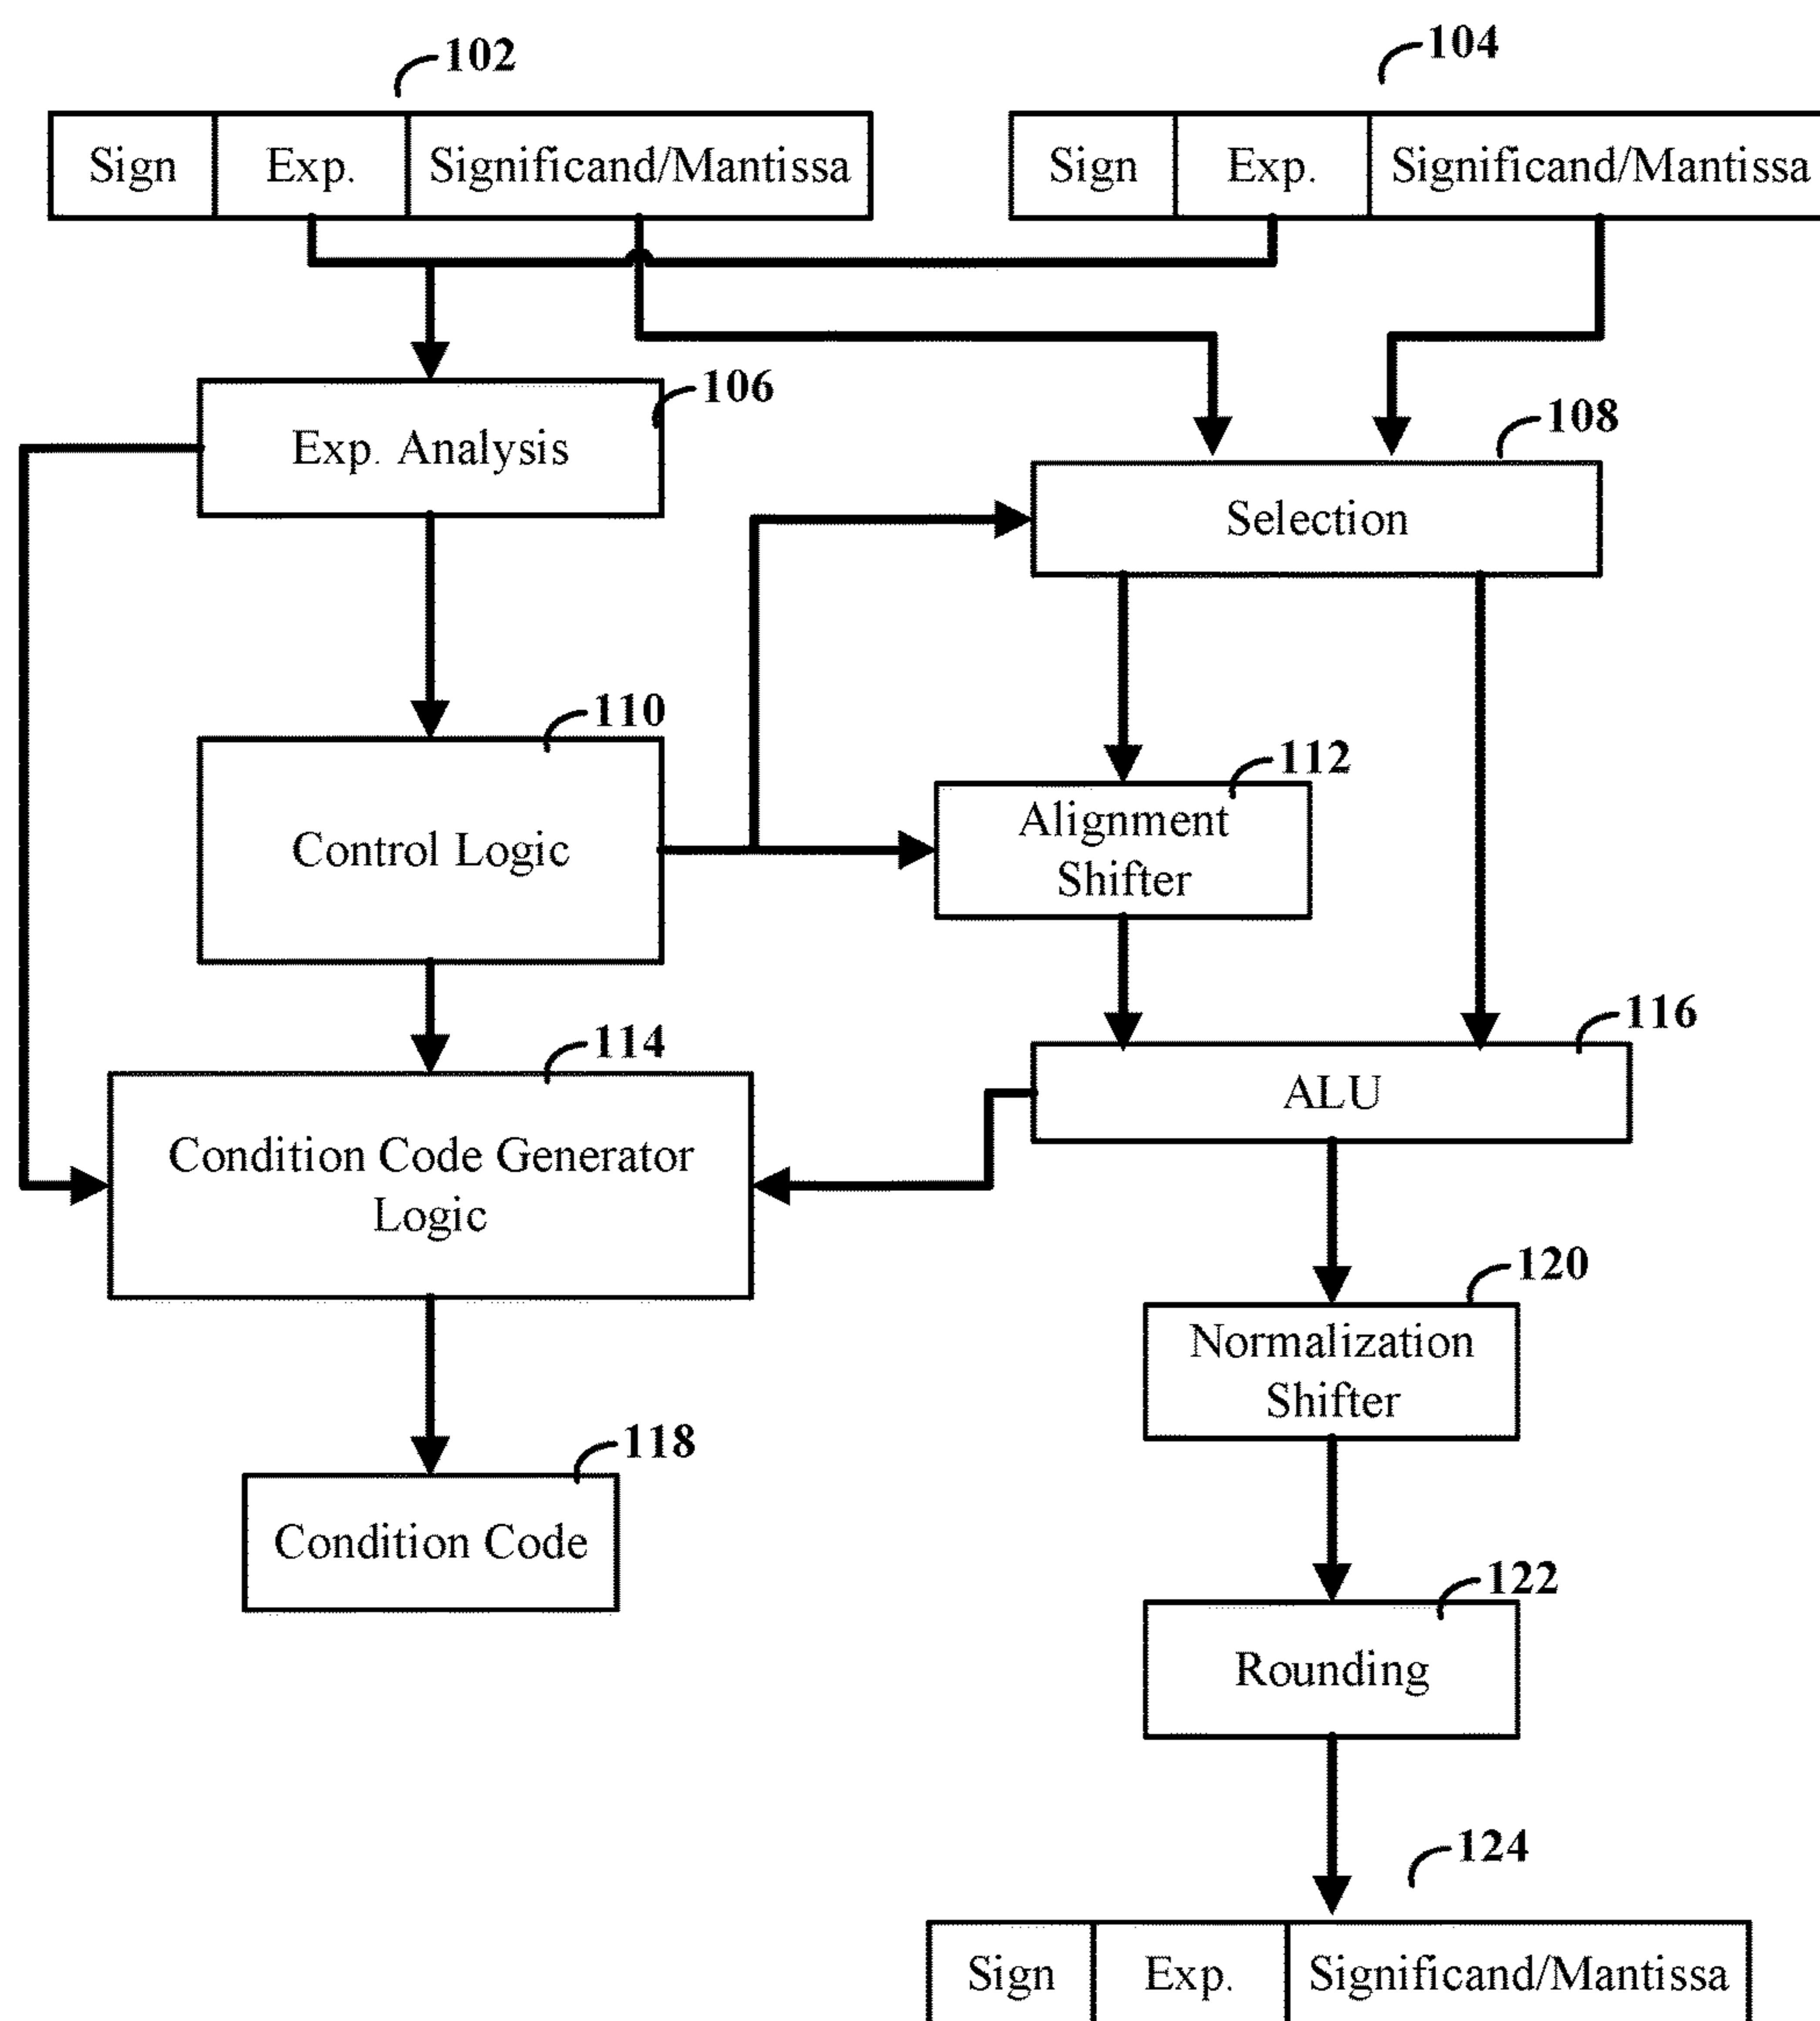 102
104
Sign Exp. Significand/Mantissa
Sign Exp. Significand/Mantissa
106
Exp. Analysis
108
Selection
110
Control Logic
112
Alignment
Shifter
114
Condition Code Generator
Logic
116
ALU
118
Condition Code
120
Normalization
Shifter
122
Rounding
124
Sign Exp. Significand/Mantissa